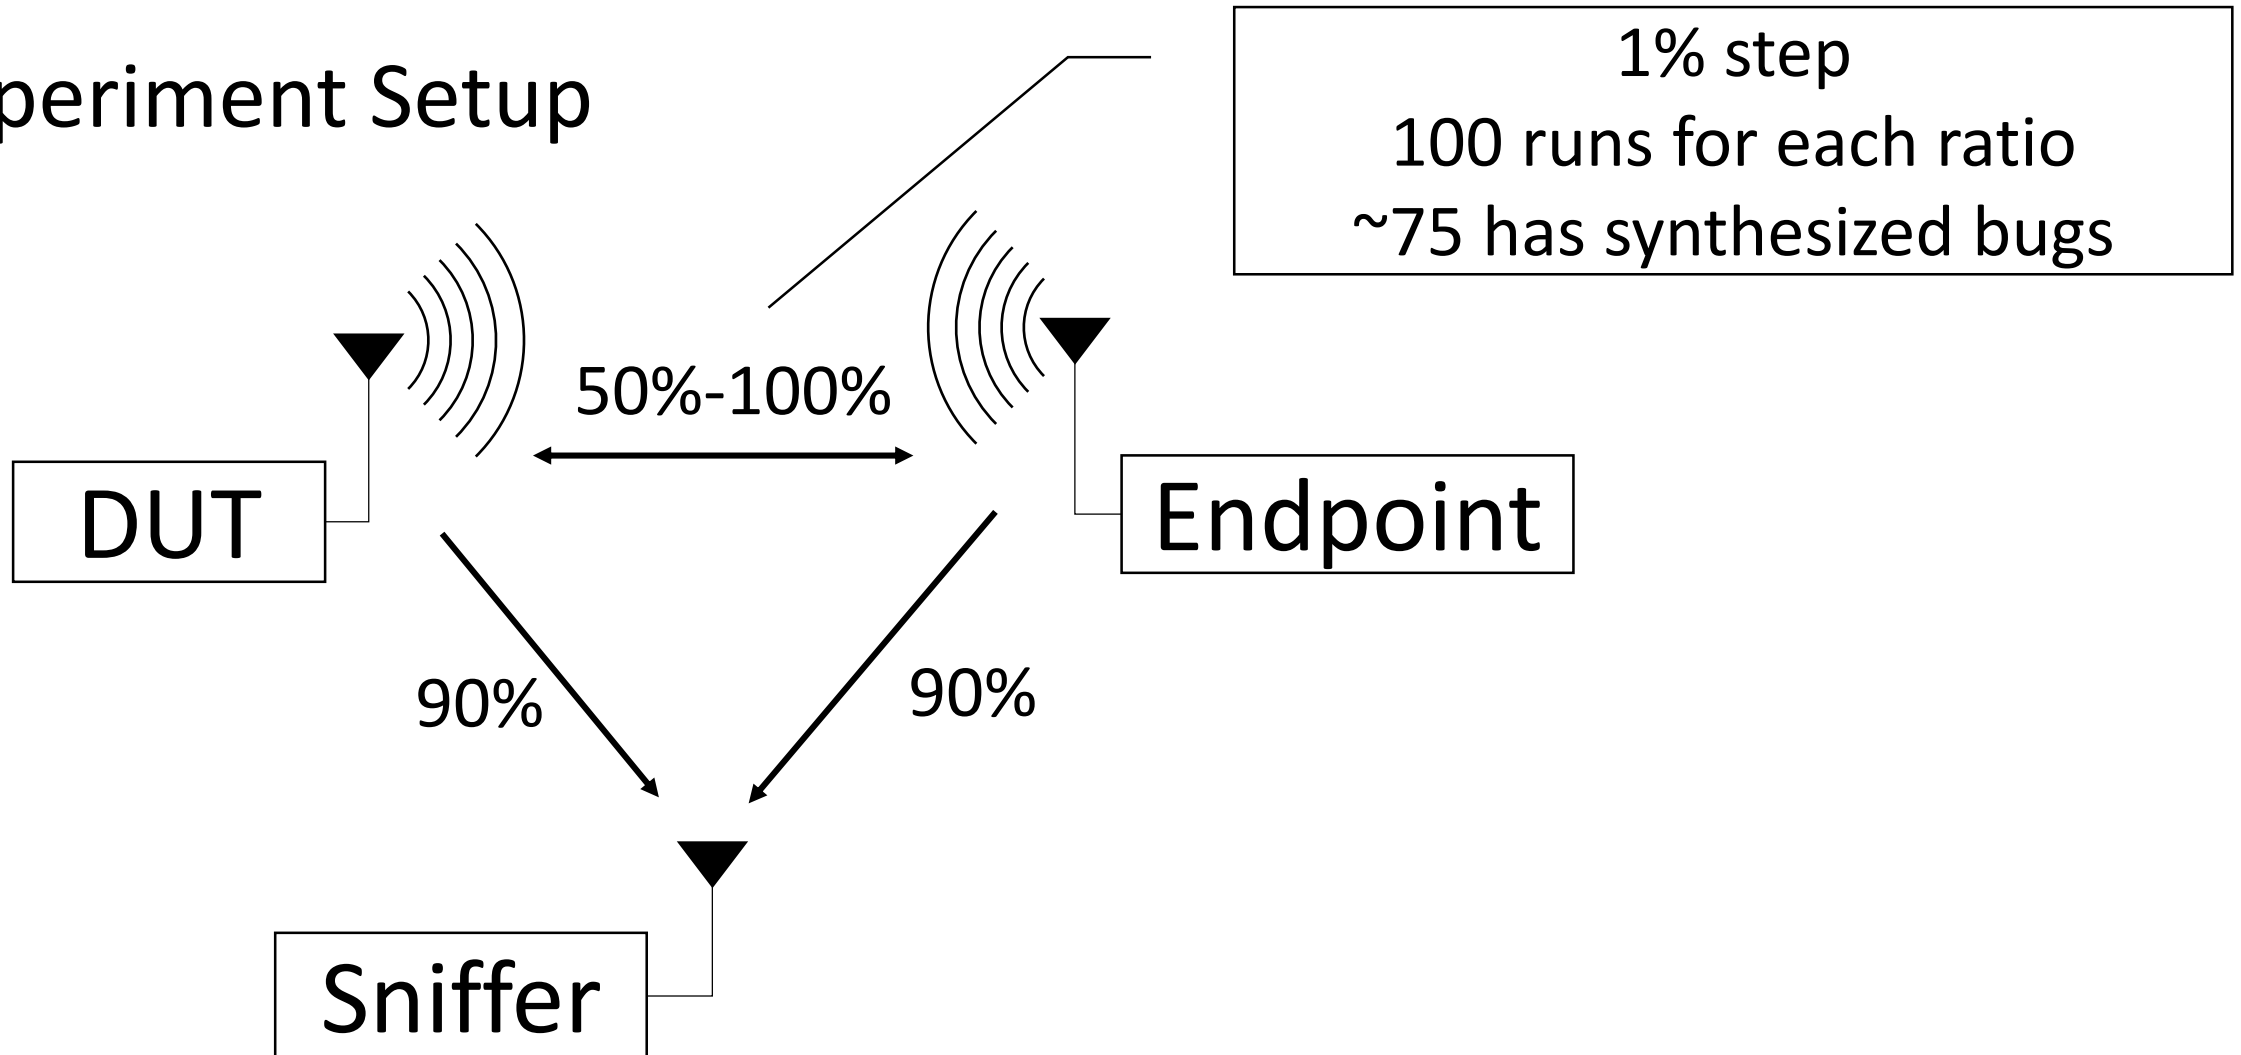 periment Setup
1% step
100 runs for each ratio
~75 has synthesized bugs
50%-100%
DUT
Endpoint
90%
90%
Sniffer